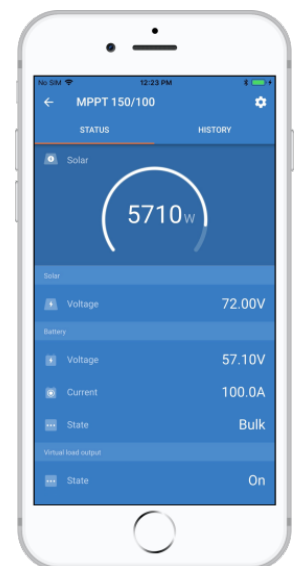 No SIM 12:23 PM
MPPT 150/100
STATUS HISTORY
Solar
5710W
Solar
Voltage 72.00V
Battery
Voltage 57.10V
Current 100.0A
State Bulk
Virtual load output
State On